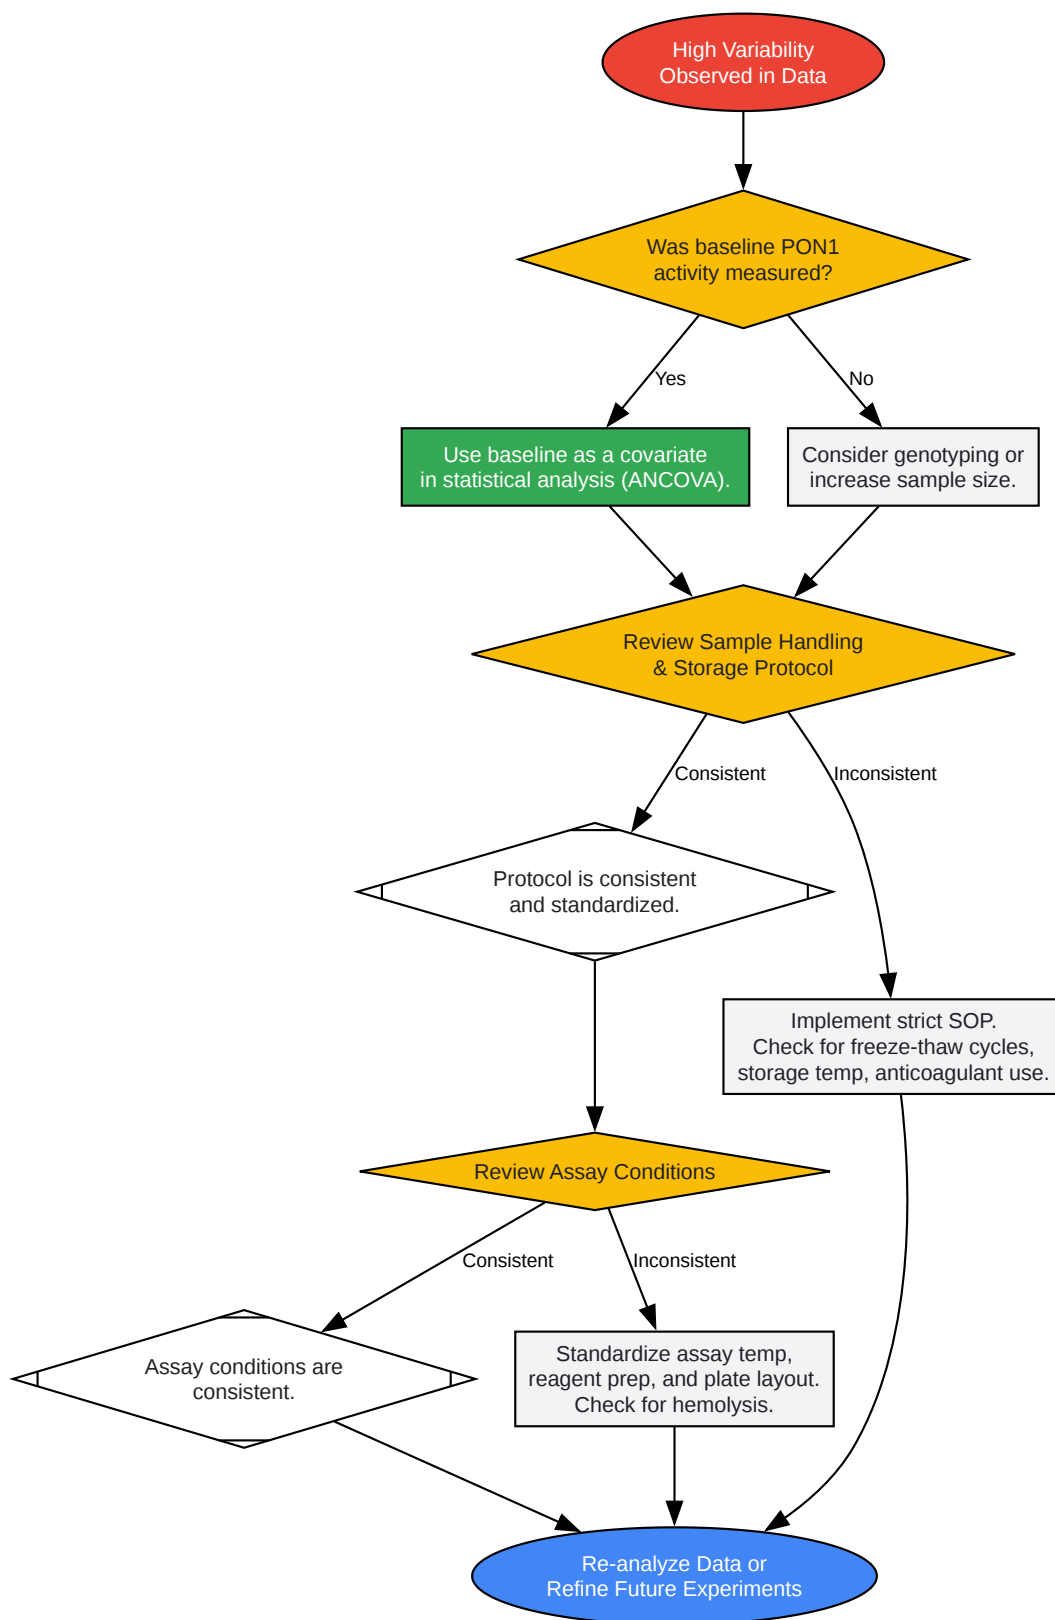 High Variability
Observed in Data
Was baseline PON1
activity measured?
Yes
No
Use baseline as a covariate
in statistical analysis (ANCOVA).
Consider genotyping or
increase sample size.
Review Sample Handling
& Storage Protocol
Consistent
Inconsistent
Protocol is consistent
and standardized.
Implement strict SOP.
Check for freeze-thaw cycles,
storage temp, anticoagulant use.
Review Assay Conditions
Consistent
Inconsistent
Assay conditions are
consistent.
Standardize assay temp,
reagent prep, and plate layout.
Check for hemolysis.
Re-analyze Data or
Refine Future Experiments